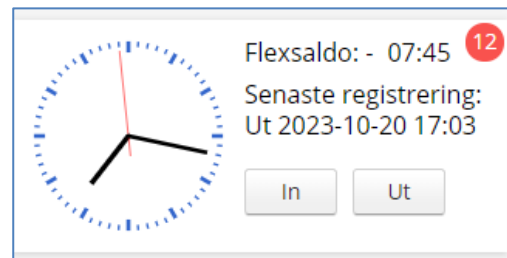 Flexsaldo: - 07:45
12
Senaste registrering:
Ut 2023-10-20 17:03
In
Ut